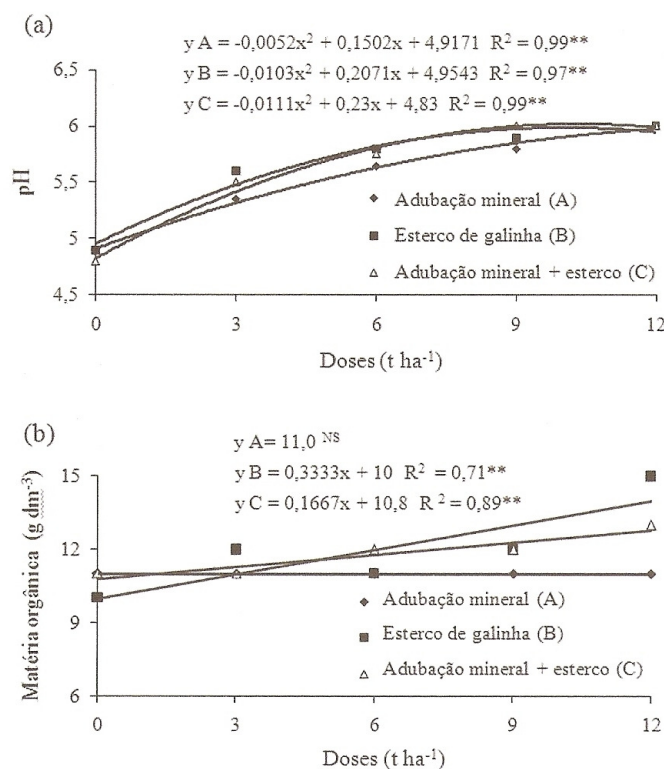 (a)
y A = -0,0052x² + 0,1502x + 4,9171 R² = 0,99**
y B = -0,0103x² + 0,2071x + 4,9543 R² = 0,97**
y C = -0,0111x² + 0,23x + 4,83 R² = 0,99**
6,5
6
5,5
5
4,5
pH
Adubação mineral (A)
Esterco de galinha (B)
Adubação mineral + esterco (C)
0 3 6 9 12
Doses (t ha⁻¹)
(b)
y A= 11,0 ᴺˢ
y B = 0,3333x + 10 R² = 0,71**
y C = 0,1667x + 10,8 R² = 0,89**
15
12
9
6
Matéria orgânica (g dm⁻³)
Adubação mineral (A)
Esterco de galinha (B)
Adubação mineral + esterco (C)
0 3 6 9 12
Doses (t ha⁻¹)